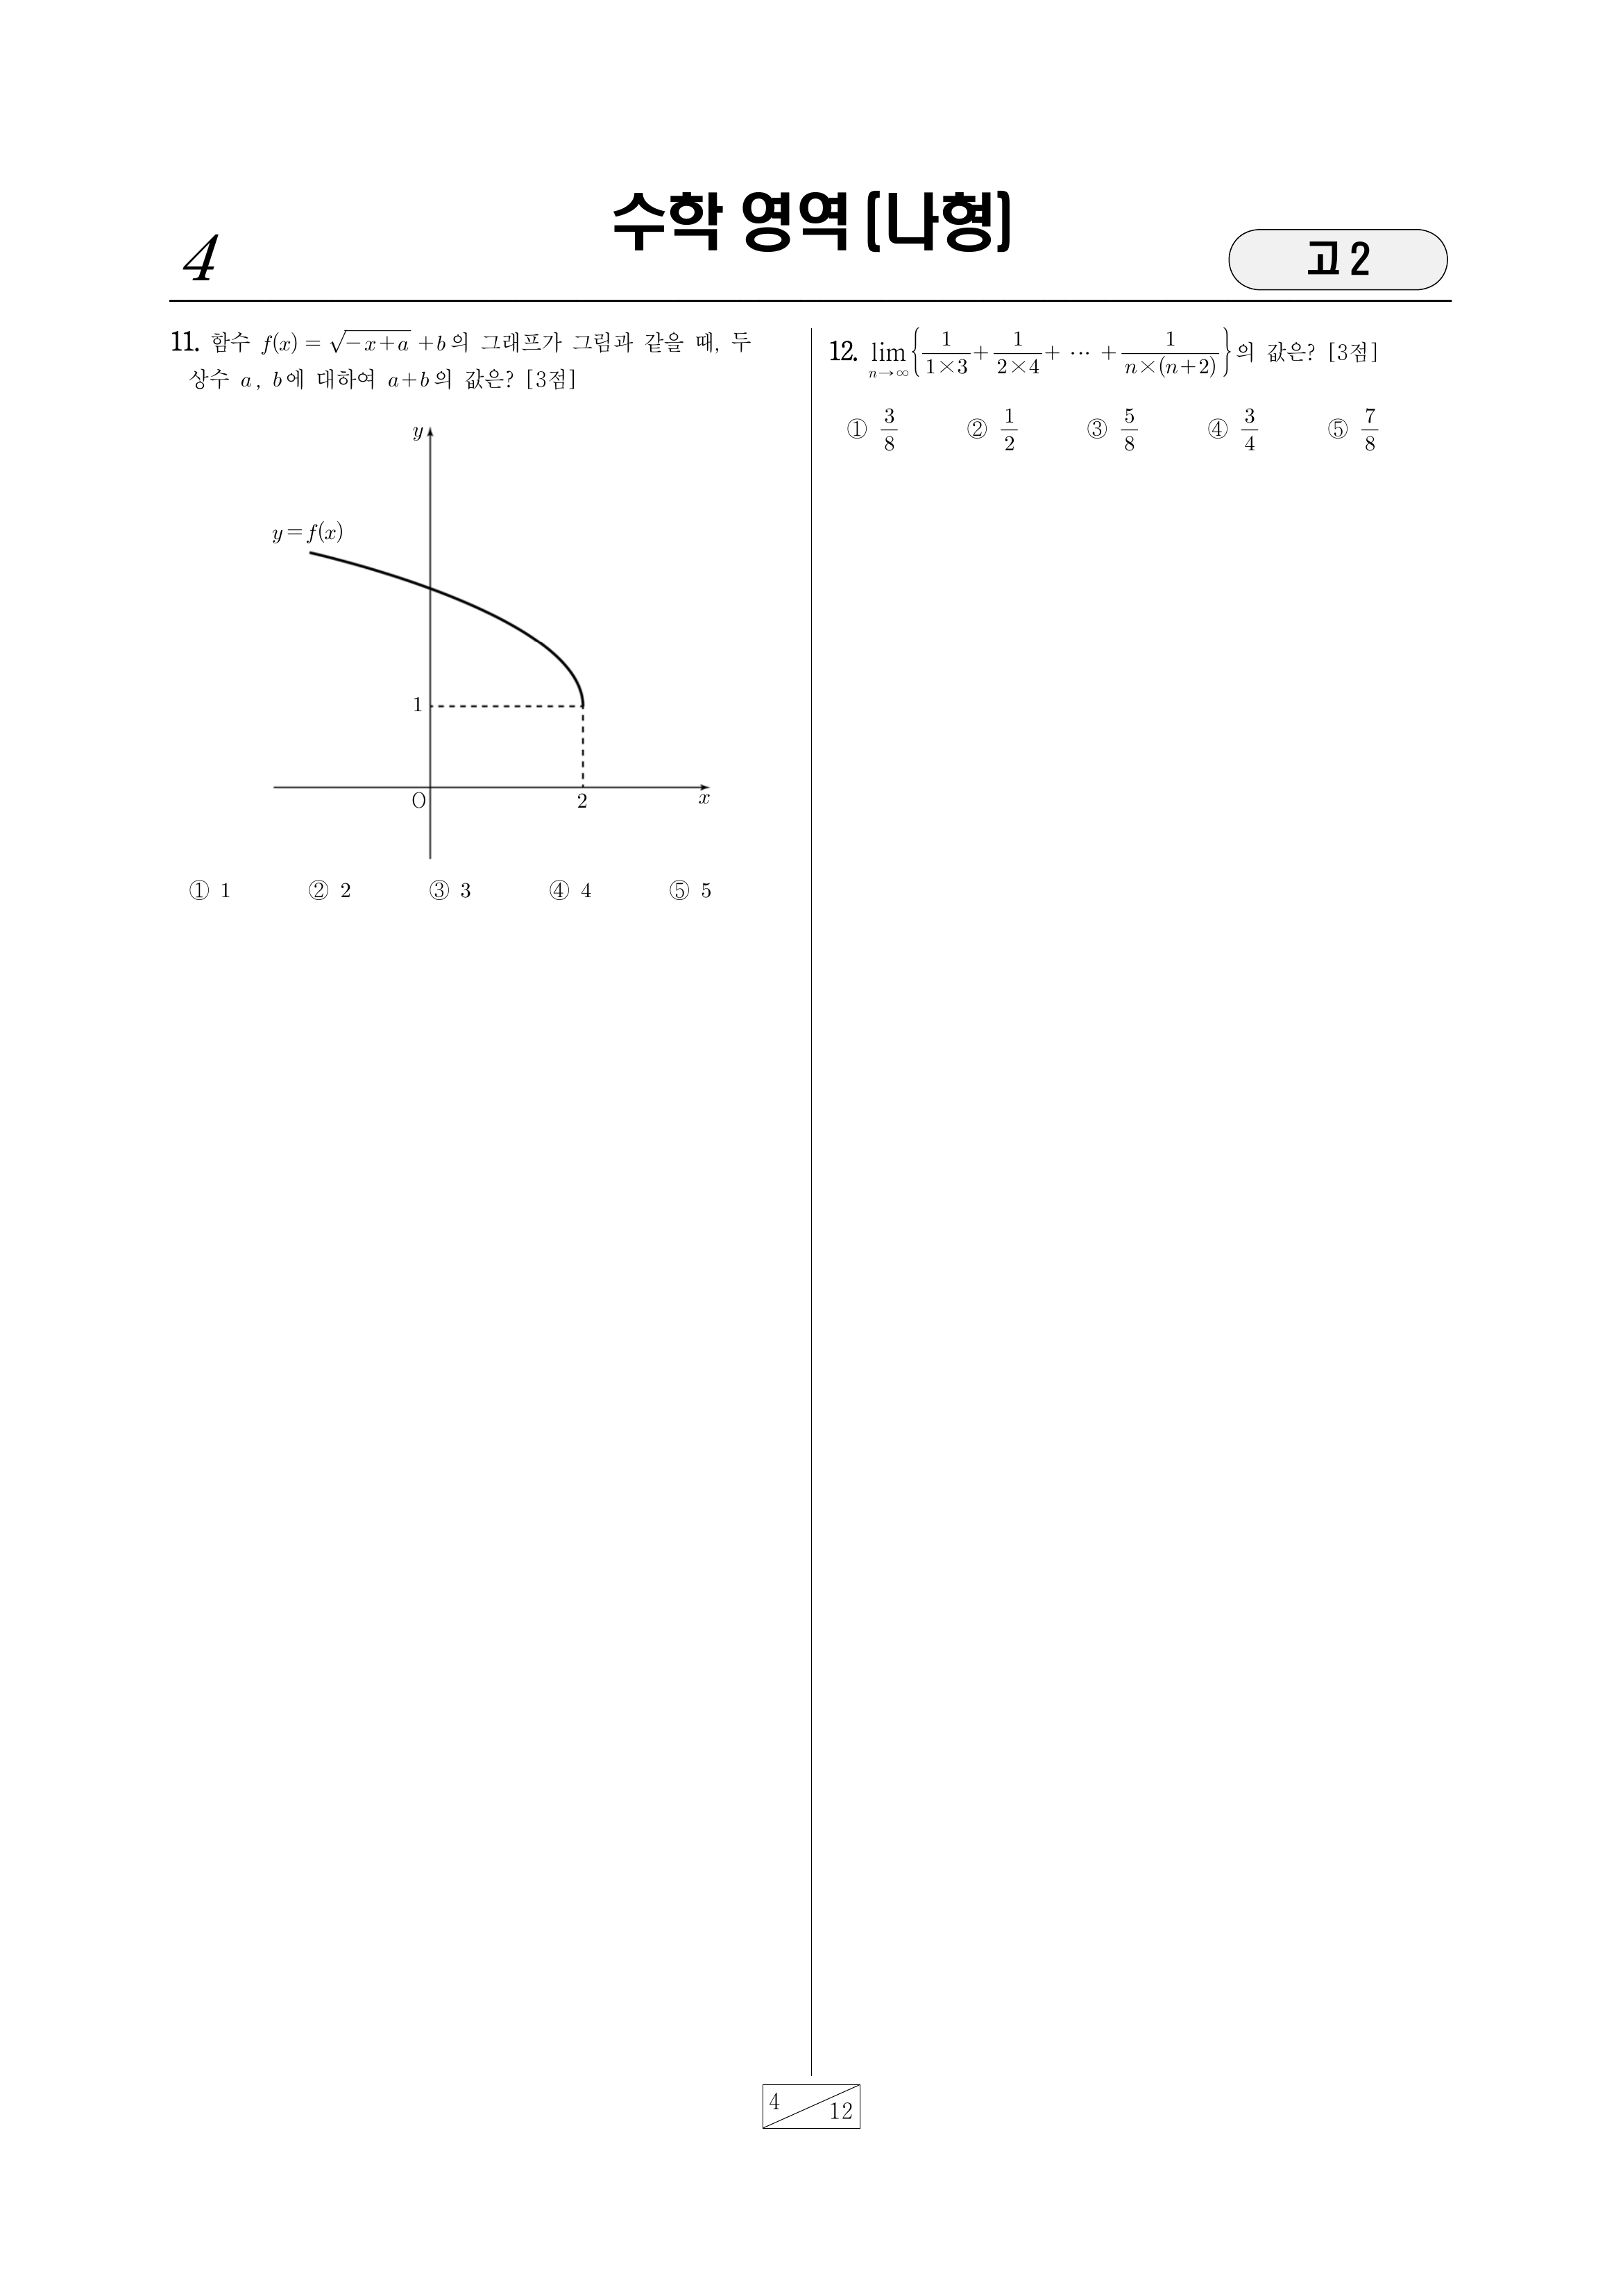 수학 영역 (나형)
4
고 2
11. 함수 f(x) = √(-x+a) + b의 그래프가 그림과 같을 때, 두
상수 a, b에 대하여 a+b의 값은? [3점]
y
y = f(x)
1
O
2
x
① 1 ② 2 ③ 3 ④ 4 ⑤ 5
12. lim n→∞ {1/(1×3) + 1/(2×4) + ⋯ + 1/(n×(n+2))}의 값은? [3점]
① 3/8 ② 1/2 ③ 5/8 ④ 3/4 ⑤ 7/8
4
12